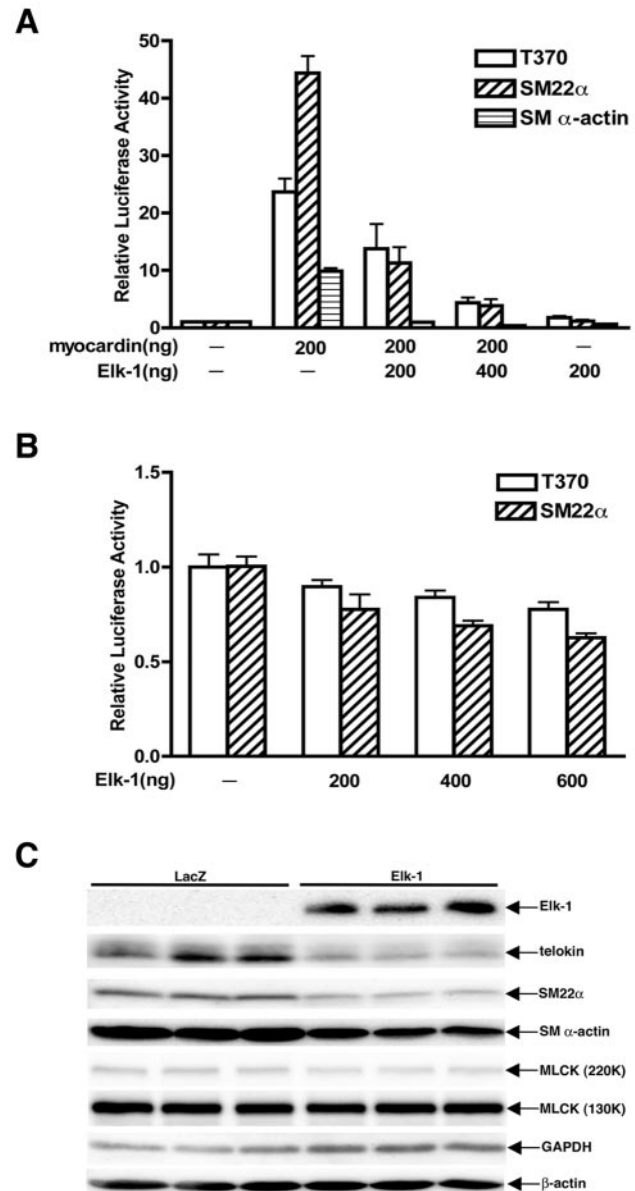 A
50
40
30
20
10
0
Relative Luciferase Activity
T370
SM22α
SM α-actin
myocardin(ng) — 200 200 200 —
Elk-1(ng) — — 200 400 200
B
1.5
1.0
0.5
0.0
Relative Luciferase Activity
T370
SM22α
Elk-1(ng) — 200 400 600
C
LacZ Elk-1
Elk-1
telokin
SM22α
SM α-actin
MLCK (220K)
MLCK (130K)
GAPDH
β-actin